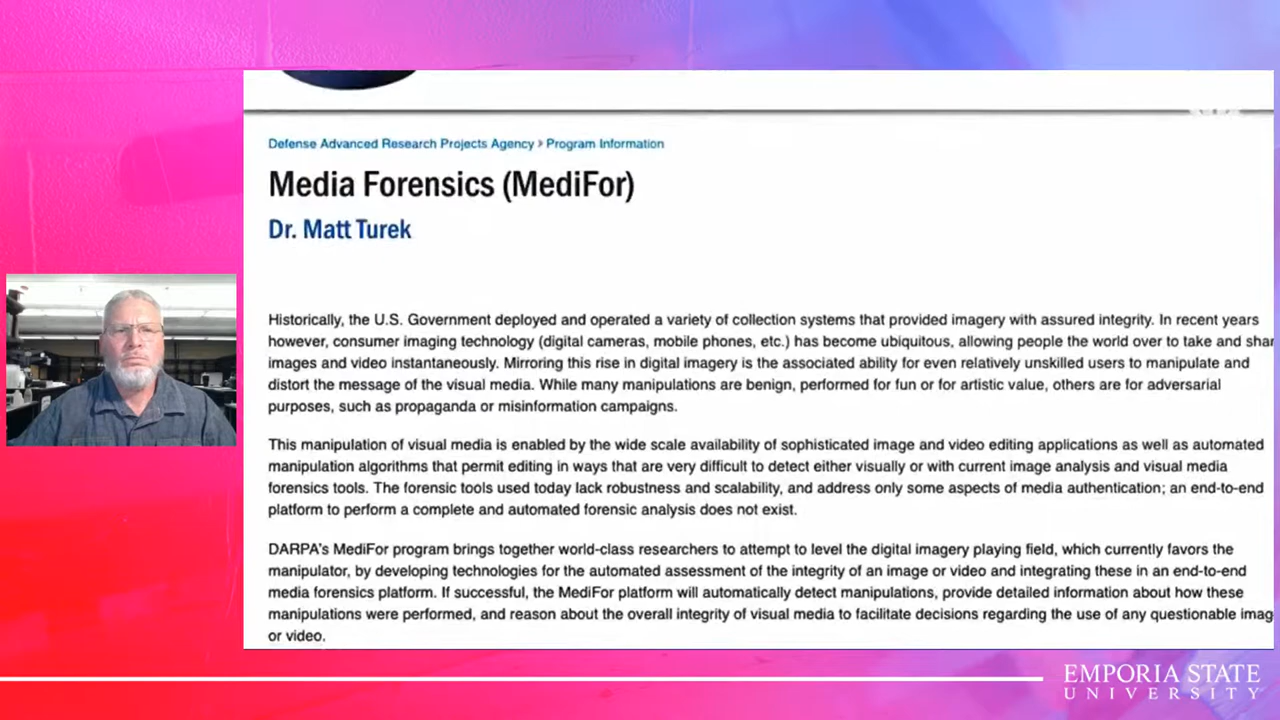 Defense Advanced Research Projects Agency > Program Information
Media Forensics (MediFor)
Dr. Matt Turek
Historically, the U.S. Government deployed and operated a variety of collection systems that provided imagery with assured integrity. In recent years
however, consumer imaging technology (digital cameras, mobile phones, etc.) has become ubiquitous, allowing people the world over to take and shar
images and video instantaneously. Mirroring this rise in digital imagery is the associated ability for even relatively unskilled users to manipulate and
distort the message of the visual media. While many manipulations are benign, performed for fun or for artistic value, others are for adversarial
purposes, such as propaganda or misinformation campaigns.
This manipulation of visual media is enabled by the wide scale availability of sophisticated image and video editing applications as well as automated
manipulation algorithms that permit editing in ways that are very difficult to detect either visually or with current image analysis and visual media
forensics tools. The forensic tools used today lack robustness and scalability, and address only some aspects of media authentication; an end-to-end
platform to perform a complete and automated forensic analysis does not exist.
DARPA's MediFor program brings together world-class researchers to attempt to level the digital imagery playing field, which currently favors the
manipulator, by developing technologies for the automated assessment of the integrity of an image or video and integrating these in an end-to-end
media forensics platform. If successful, the MediFor platform will automatically detect manipulations, provide detailed information about how these
manipulations were performed, and reason about the overall integrity of visual media to facilitate decisions regarding the use of any questionable imag
or video.
EMPORIA STATE
UNIVERSITY